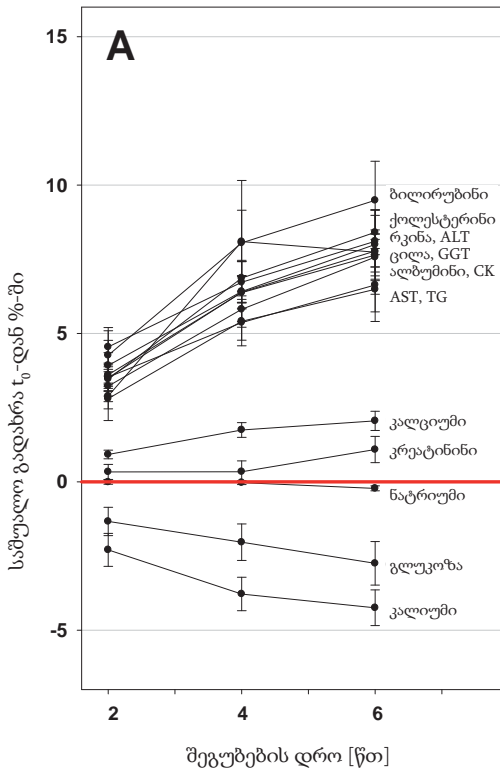 A
საშუალო გადახრა t₀-დან %-ში
15
10
5
0
-5
ბილირუბინი
ქოლესტერინი
რკინა, ALT
ცილა, GGT
ალბუმინი, CK
AST, TG
კალციუმი
კრეატინინი
ნატრიუმი
გლუკოზა
კალიუმი
2 4 6
შეგუბების დრო [წთ]